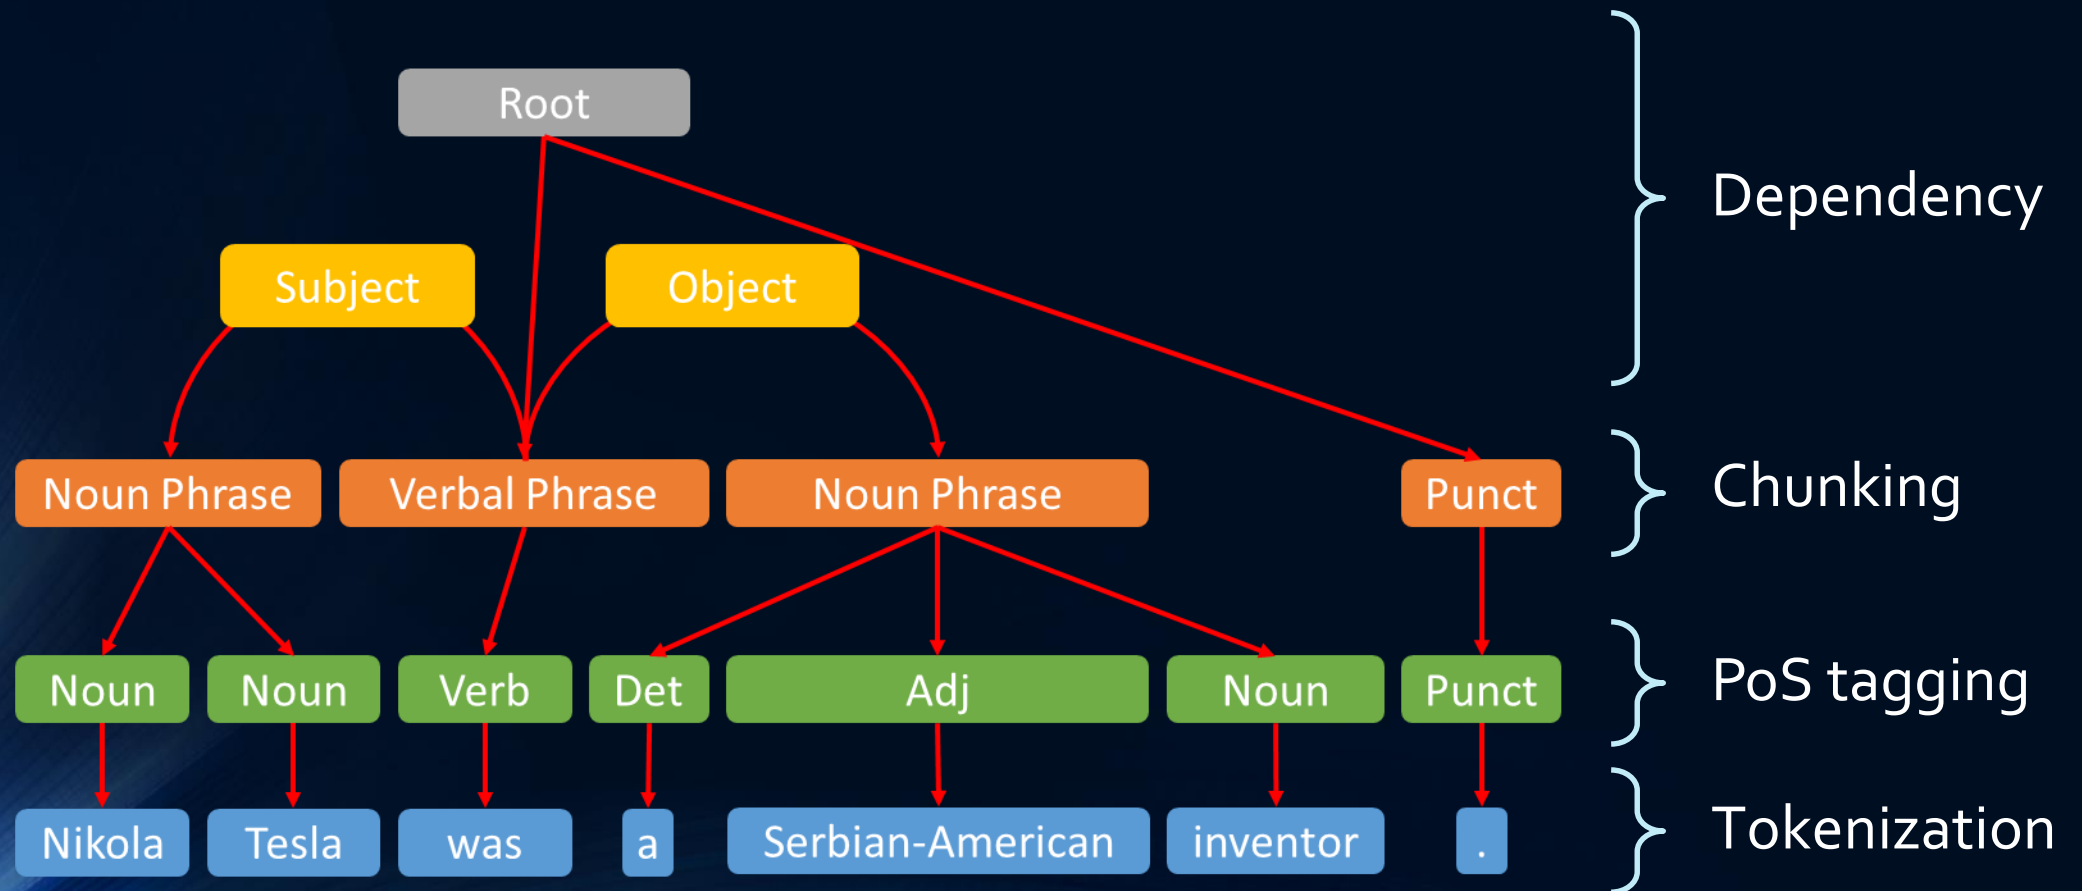 Root
Dependency
Subject Object
Noun Phrase Verbal Phrase Noun Phrase Punct Chunking
Noun Noun Verb Det Adj Noun Punct PoS tagging
Nikola Tesla was a Serbian-American inventor . Tokenization